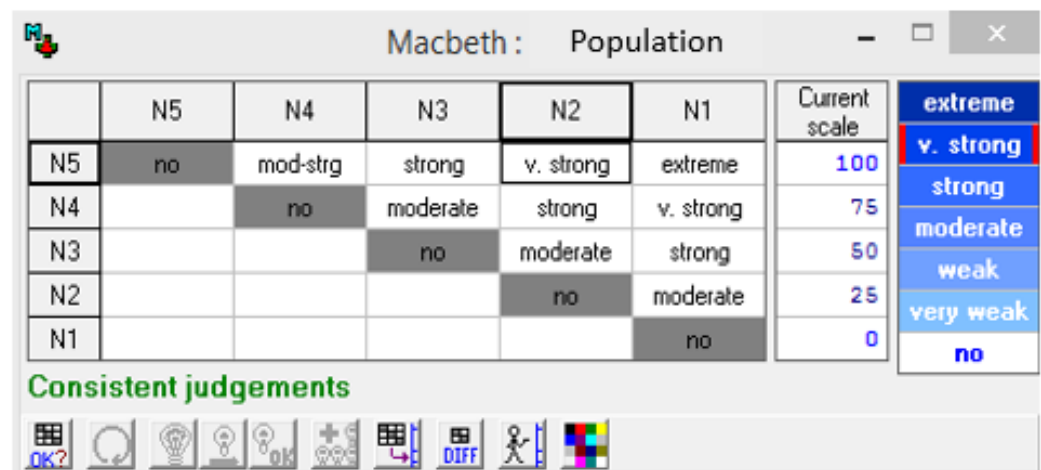 Macbeth : Population
N5 N4 N3 N2 N1 Current scale extreme
N5 no mod-strg strong v. strong extreme 100 v. strong
N4 no moderate strong v. strong 75 strong
N3 no moderate strong 50 moderate
N2 no moderate 25 weak
N1 no 0 very weak
no
Consistent judgements
OK? OK DIFF